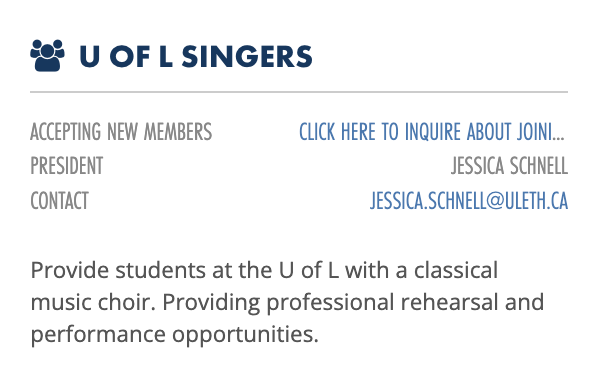 U OF L SINGERS
ACCEPTING NEW MEMBERS CLICK HERE TO INQUIRE ABOUT JOINI...
PRESIDENT JESSICA SCHNELL
CONTACT JESSICA.SCHNELL@ULETH.CA
Provide students at the U of L with a classical
music choir. Providing professional rehearsal and
performance opportunities.